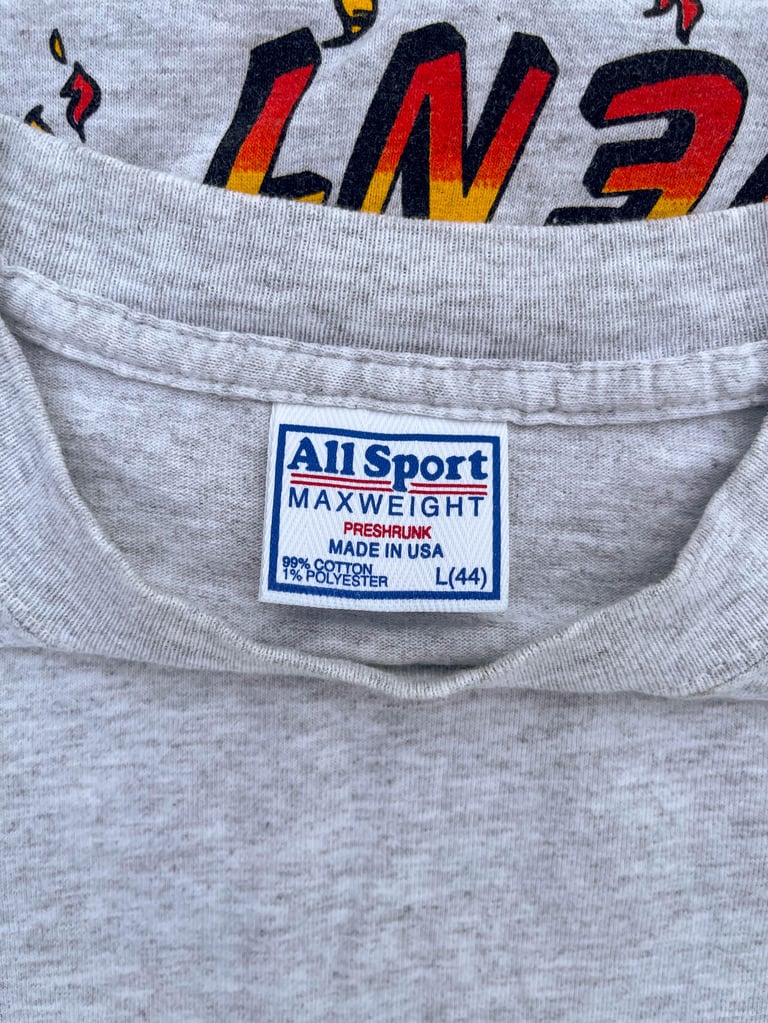 All Sport
MAXWEIGHT
PRESHRUNK
MADE IN USA
99% COTTON
1% POLYESTER
L(44)